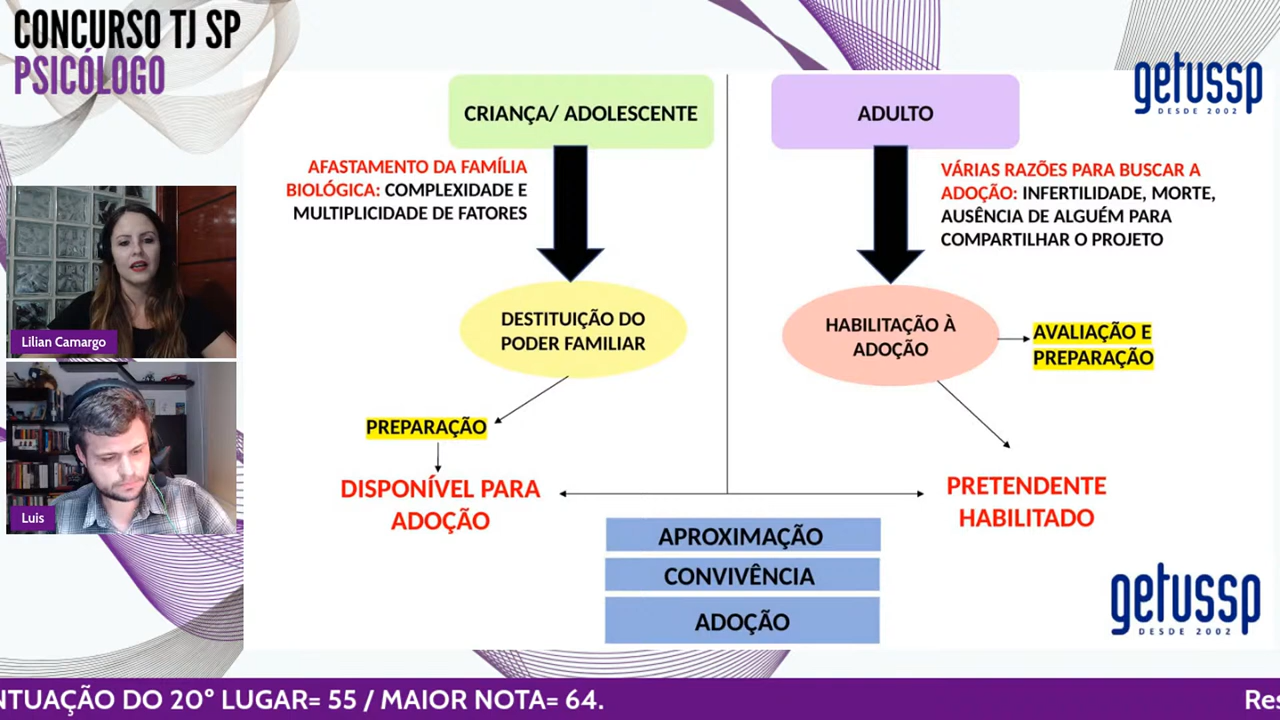 CONCURSO TJ SP
PSICÓLOGO
getussp
DESDE 2002
CRIANÇA/ ADOLESCENTE
ADULTO
AFASTAMENTO DA FAMÍLIA
BIOLÓGICA: COMPLEXIDADE E
MULTIPLICIDADE DE FATORES
VÁRIAS RAZÕES PARA BUSCAR A
ADOÇÃO: INFERTILIDADE, MORTE,
AUSÊNCIA DE ALGUÉM PARA
COMPARTILHAR O PROJETO
Lilian Camargo
DESTITUIÇÃO DO
PODER FAMILIAR
HABILITAÇÃO À
ADOÇÃO
AVALIAÇÃO E
PREPARAÇÃO
PREPARAÇÃO
DISPONÍVEL PARA
ADOÇÃO
PRETENDENTE
HABILITADO
Luis
APROXIMAÇÃO
CONVIVÊNCIA
ADOÇÃO
getussp
DESDE 2002
NTUAÇÃO DO 20º LUGAR= 55 / MAIOR NOTA= 64.
Res